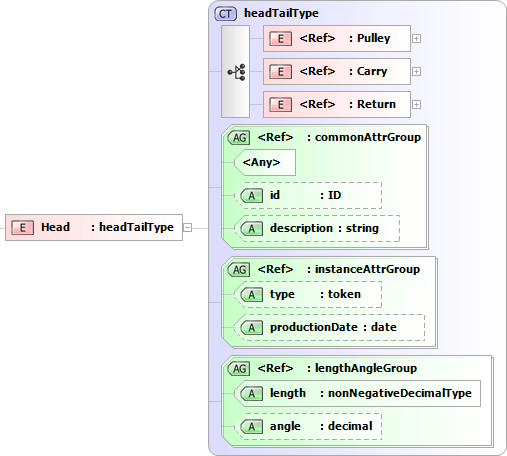 CT headTailType
E <Ref> : Pulley
E <Ref> : Carry
E <Ref> : Return
AG <Ref> : commonAttrGroup
<Any>
A id : ID
A description : string
E Head : headTailType
AG <Ref> : instanceAttrGroup
A type : token
A productionDate : date
AG <Ref> : lengthAngleGroup
A length : nonNegativeDecimalType
A angle : decimal